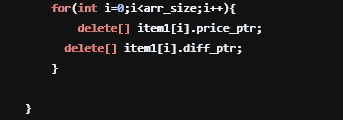 for(int i=0;i<arr_size;i++){
delete[] item1[i].price_ptr;
delete[] item1[i].diff_ptr;
}
}